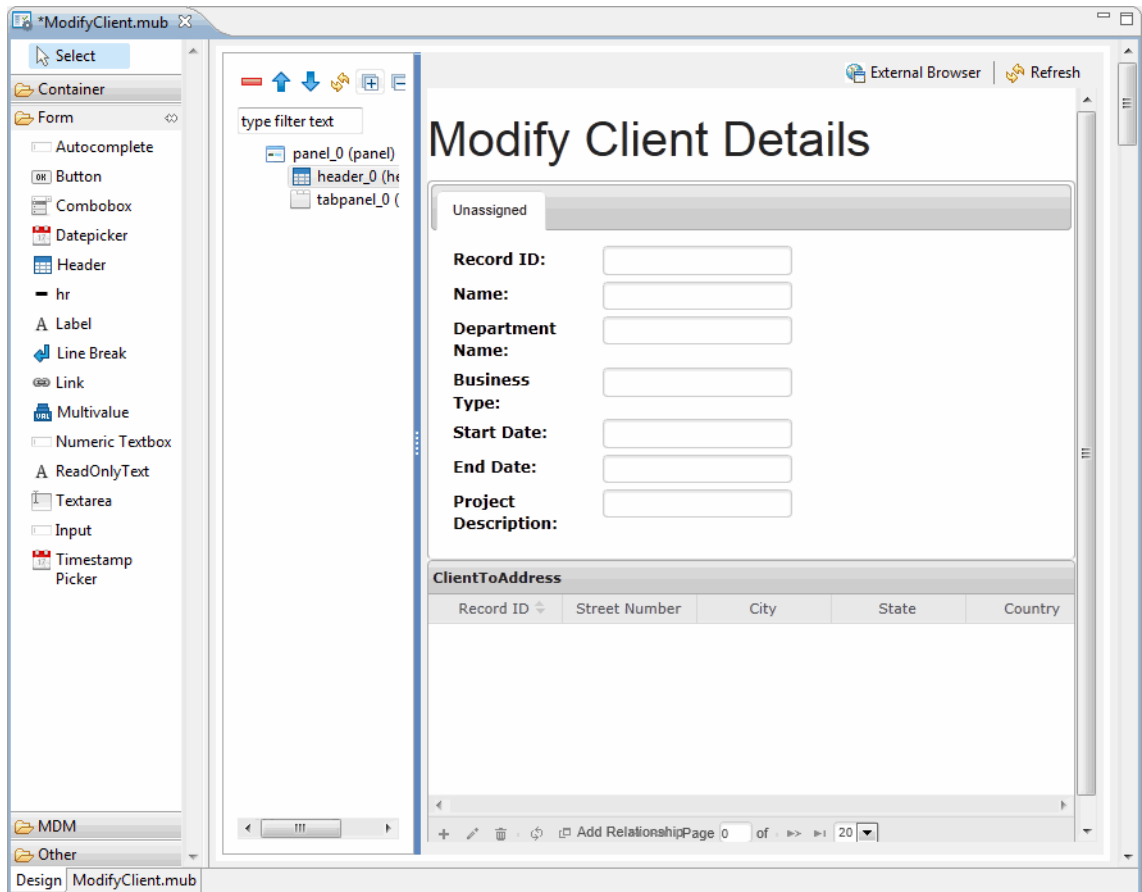 *ModifyClient.mub
Select
Container
Form
Autocomplete
OK Button
Combobox
Datepicker
Header
hr
A Label
Line Break
Link
VAL Multivalue
Numeric Textbox
A ReadOnlyText
Textarea
Input
Timestamp
Picker
MDM
Other
Design ModifyClient.mub
type filter text
panel_0 (panel)
header_0 (he
tabpanel_0 (
External Browser Refresh
Modify Client Details
Unassigned
Record ID:
Name:
Department
Name:
Business
Type:
Start Date:
End Date:
Project
Description:
ClientToAddress
Record ID Street Number City State Country
Add Relationship Page 0 of 20